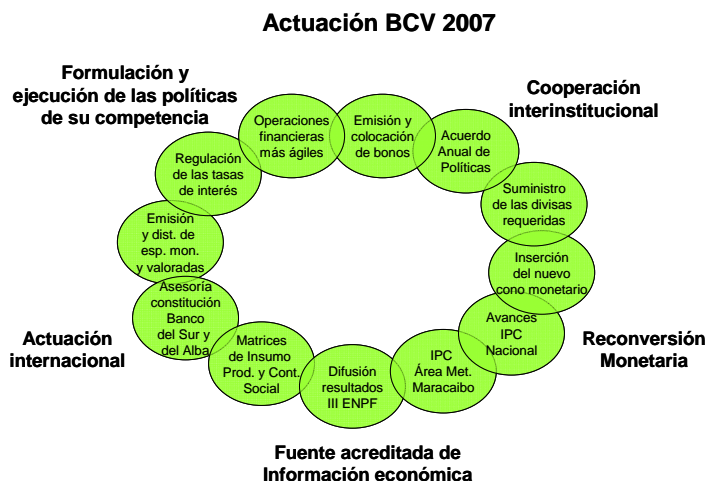 Actuación BCV 2007
Formulación y
ejecución de las políticas
de su competencia
Cooperación
interinstitucional
Operaciones
financieras
más ágiles
Emisión y
colocación
de bonos
Acuerdo
Anual de
Políticas
Regulación
de las tasas
de interés
Suministro
de las divisas
requeridas
Emisión
y dist. de
esp. mon.
y valoradas
Inserción
del nuevo
cono monetario
Asesoría
constitución
Banco
del Sur y
del Alba
Avances
IPC
Nacional
Actuación
internacional
Reconversión
Monetaria
Matrices
de Insumo
Prod. y Cont.
Social
Difusión
resultados
III ENPF
IPC
Área Met.
Maracaibo
Fuente acreditada de
Información económica